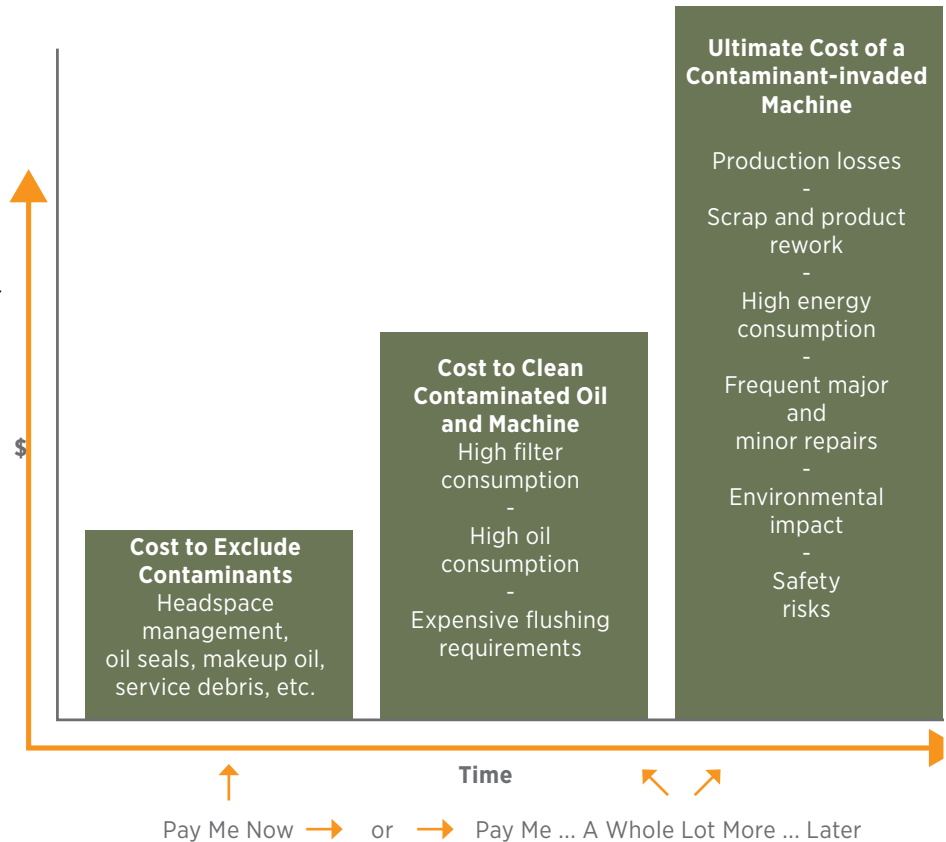 Ultimate Cost of a
Contaminant-invaded
Machine
Production losses
-
Scrap and product
rework
-
High energy
consumption
-
Frequent major
and
minor repairs
-
Environmental
impact
-
Safety
risks
Cost to Clean
Contaminated Oil
and Machine
High filter
consumption
-
High oil
consumption
-
Expensive flushing
requirements
$
Cost to Exclude
Contaminants
Headspace
management,
oil seals, makeup oil,
service debris, etc.
Time
Pay Me Now → or → Pay Me ... A Whole Lot More ... Later